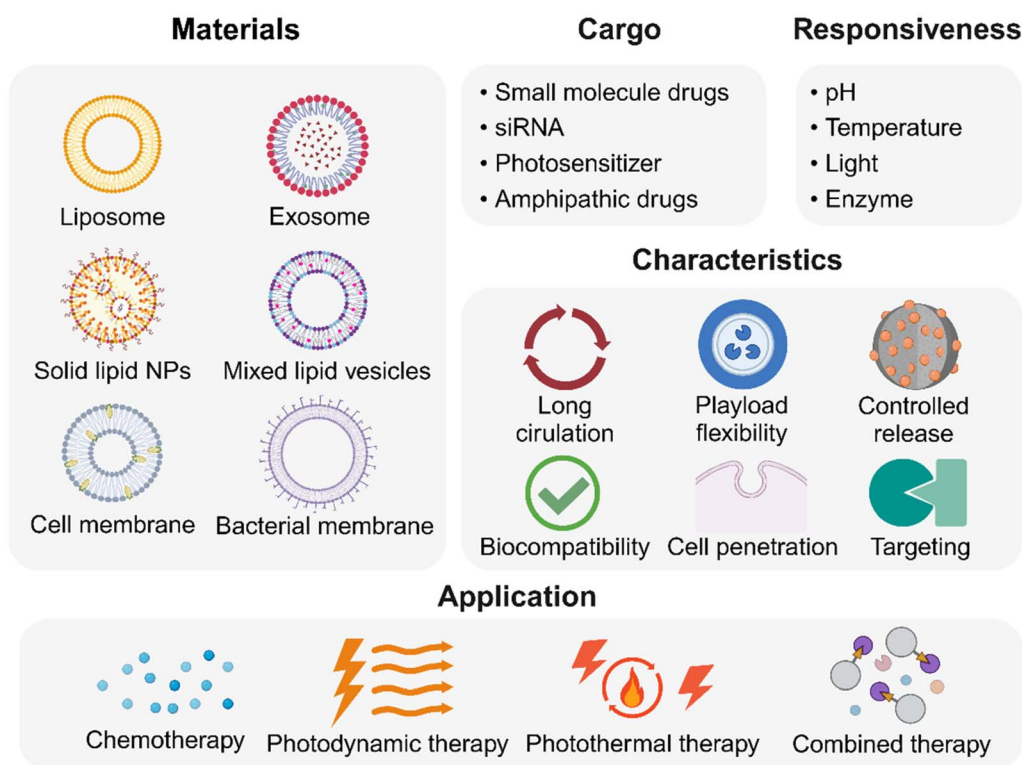 Materials
Liposome
Exosome
Solid lipid NPs
Mixed lipid vesicles
Cell membrane
Bacterial membrane
Cargo
• Small molecule drugs
• siRNA
• Photosensitizer
• Amphipathic drugs
Responsiveness
• pH
• Temperature
• Light
• Enzyme
Characteristics
Long
cirulation
Playload
flexibility
Controlled
release
Biocompatibility
Cell penetration
Targeting
Application
Chemotherapy
Photodynamic therapy
Photothermal therapy
Combined therapy